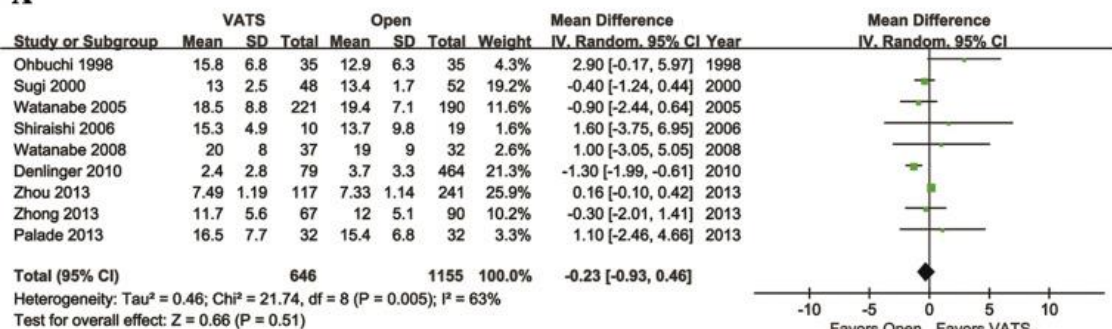 A
VATS Open Mean Difference Mean Difference
Study or Subgroup Mean SD Total Mean SD Total Weight IV. Random. 95% CI Year IV. Random. 95% CI
Ohbuchi 1998 15.8 6.8 35 12.9 6.3 35 4.3% 2.90 [-0.17, 5.97] 1998
Sugi 2000 13 2.5 48 13.4 1.7 52 19.2% -0.40 [-1.24, 0.44] 2000
Watanabe 2005 18.5 8.8 221 19.4 7.1 190 11.6% -0.90 [-2.44, 0.64] 2005
Shiraishi 2006 15.3 4.9 10 13.7 9.8 19 1.6% 1.60 [-3.75, 6.95] 2006
Watanabe 2008 20 8 37 19 9 32 2.6% 1.00 [-3.05, 5.05] 2008
Denlinger 2010 2.4 2.8 79 3.7 3.3 464 21.3% -1.30 [-1.99, -0.61] 2010
Zhou 2013 7.49 1.19 117 7.33 1.14 241 25.9% 0.16 [-0.10, 0.42] 2013
Zhong 2013 11.7 5.6 67 12 5.1 90 10.2% -0.30 [-2.01, 1.41] 2013
Palade 2013 16.5 7.7 32 15.4 6.8 32 3.3% 1.10 [-2.46, 4.66] 2013
Total (95% CI) 646 1155 100.0% -0.23 [-0.93, 0.46]
Heterogeneity: Tau² = 0.46; Chi² = 21.74, df = 8 (P = 0.005); I² = 63%
Test for overall effect: Z = 0.66 (P = 0.51)
-10 -5 0 5 10
Favors Open Favors VATS